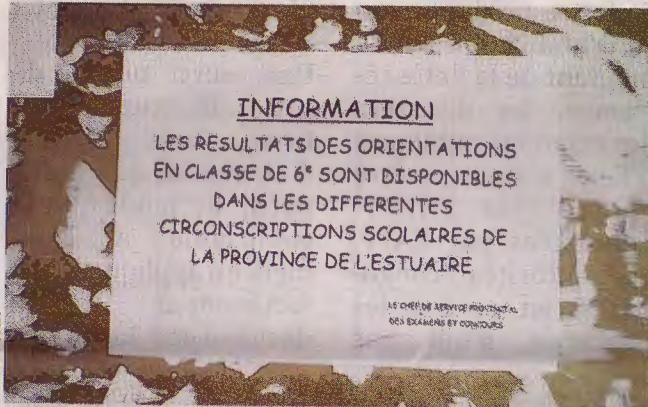 INFORMATION
LES RESULTATS DES ORIENTATIONS
EN CLASSE DE 6e SONT DISPONIBLES
DANS LES DIFFERENTES
CIRCONSCRIPTIONS SCOLAIRES DE
LA PROVINCE DE L'ESTUAIRE
LE CHEF DE SERVICE PROVINCIAL
DES EXAMENS ET CONCOURS